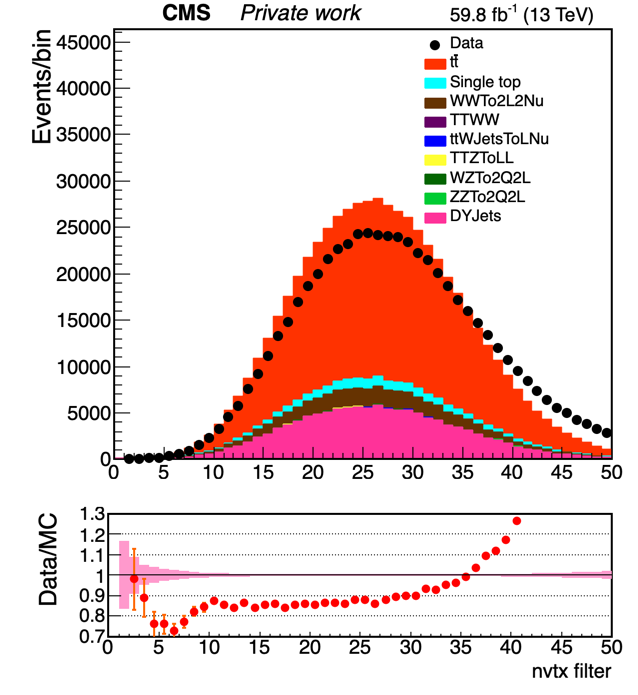 CMS Private work 59.8 fb⁻¹ (13 TeV)
Events/bin
45000
40000
35000
30000
25000
20000
15000
10000
5000
0
Data
tt̄
Single top
WWTo2L2Nu
TTWW
ttWJetsToLNu
TTZToLL
WZTo2Q2L
ZZTo2Q2L
DYJets
0 5 10 15 20 25 30 35 40 45 50
Data/MC
1.3
1.2
1.1
1
0.9
0.8
0.7
0 5 10 15 20 25 30 35 40 45 50
nvtx filter